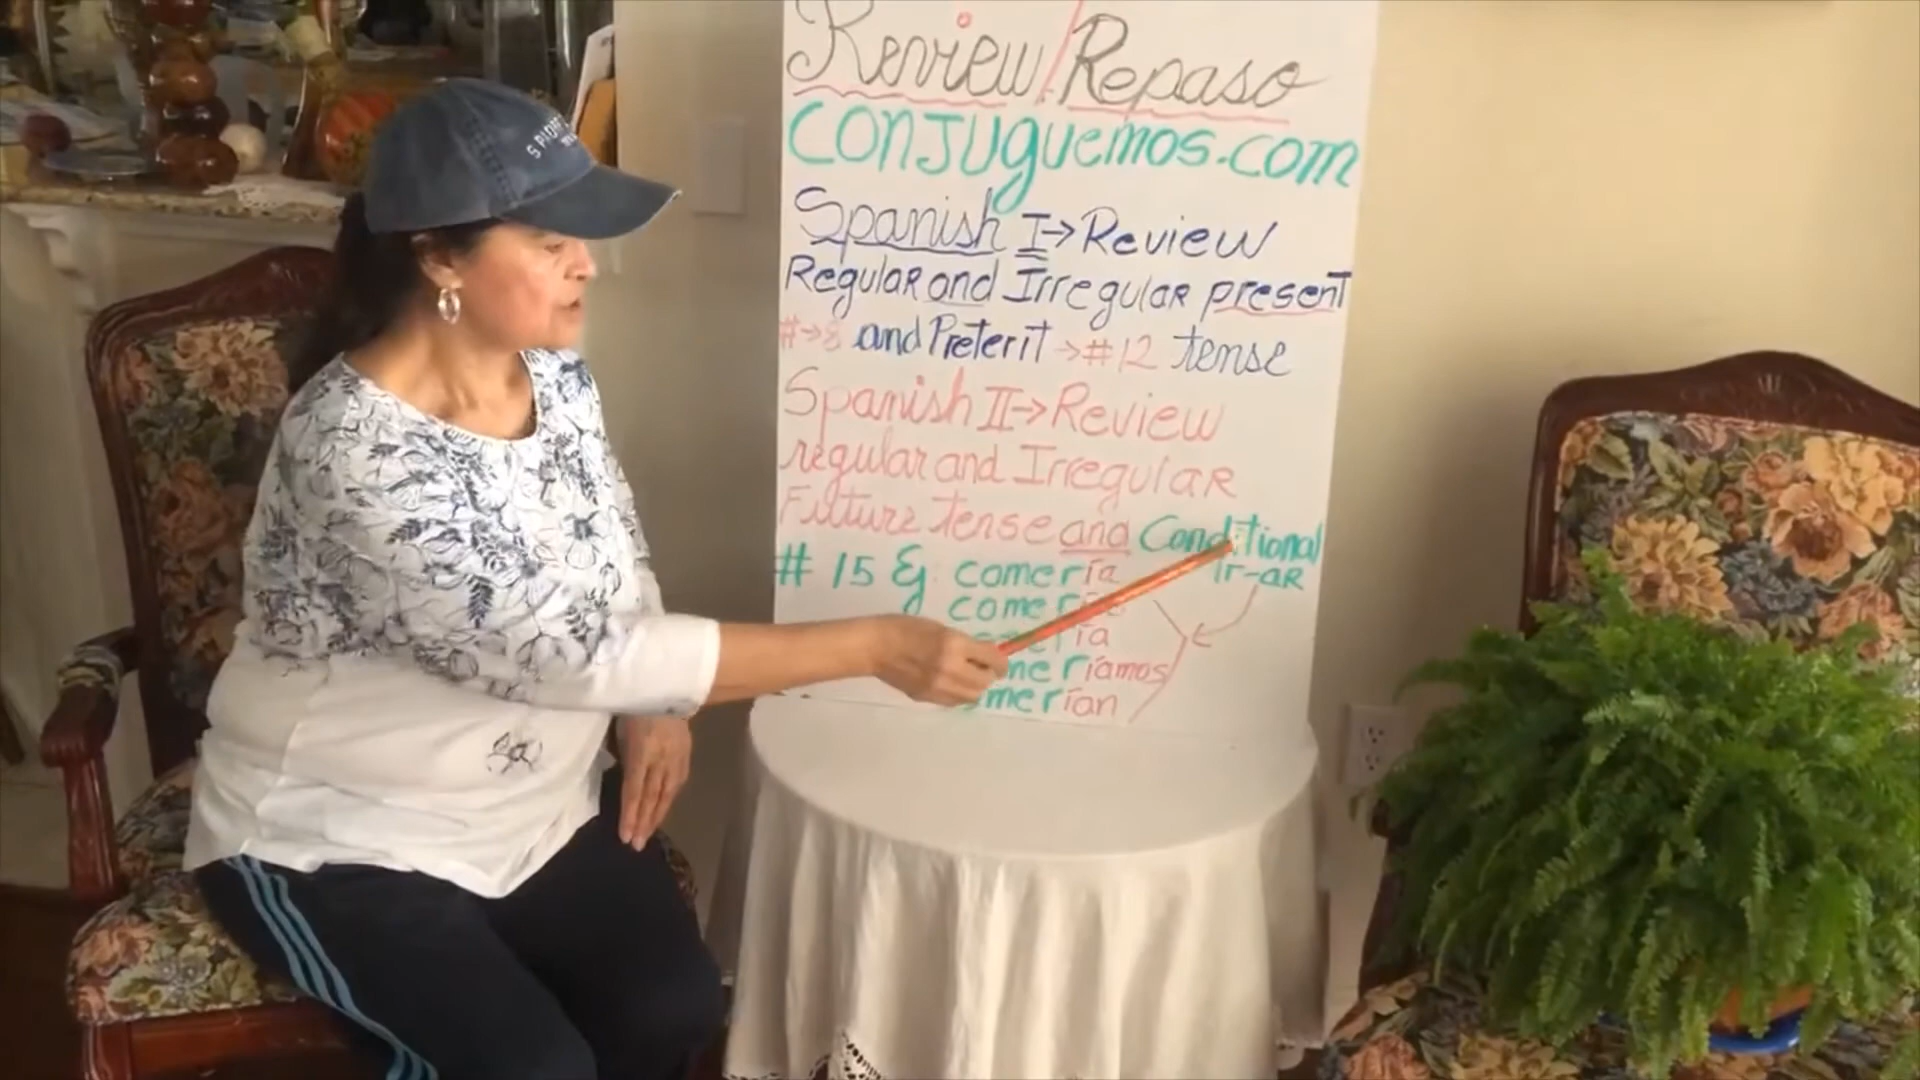 Review/Repaso
CONJUGUEMOS.COM
Spanish I→Review
Regular and Irregular present
#→8 and Preterit →#12 tense
Spanish II→Review
regular and Irregular
Future tense and Conditional
# 15 & comería Ir-AR
comeríamos
comerían